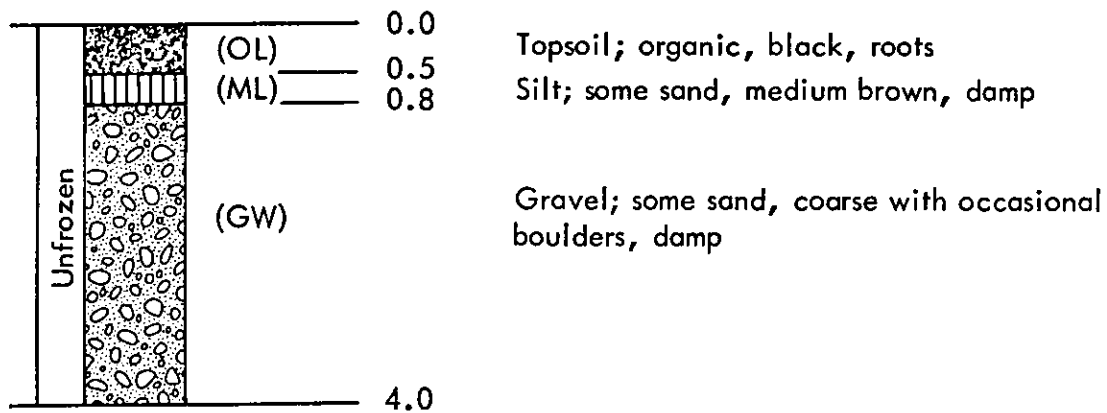 0.0
(OL)
Topsoil; organic, black, roots
0.5
(ML)
Silt; some sand, medium brown, damp
0.8
Unfrozen
(GW)
Gravel; some sand, coarse with occasional
boulders, damp
4.0